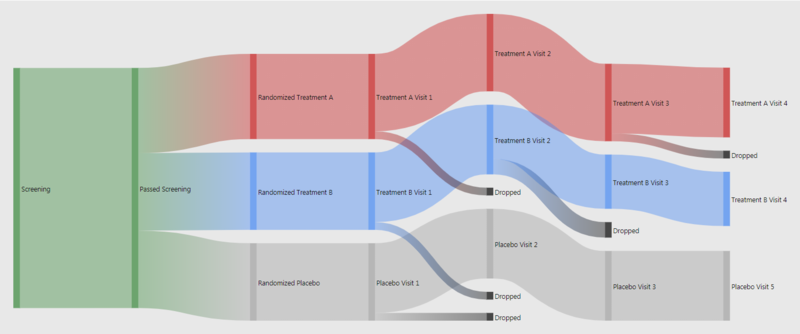 Screening
Passed Screening
Randomized Treatment A
Treatment A Visit 1
Treatment A Visit 2
Treatment A Visit 3
Treatment A Visit 4
Dropped
Dropped
Randomized Treatment B
Treatment B Visit 1
Treatment B Visit 2
Treatment B Visit 3
Treatment B Visit 4
Dropped
Dropped
Randomized Placebo
Placebo Visit 1
Placebo Visit 2
Placebo Visit 3
Placebo Visit 5
Dropped